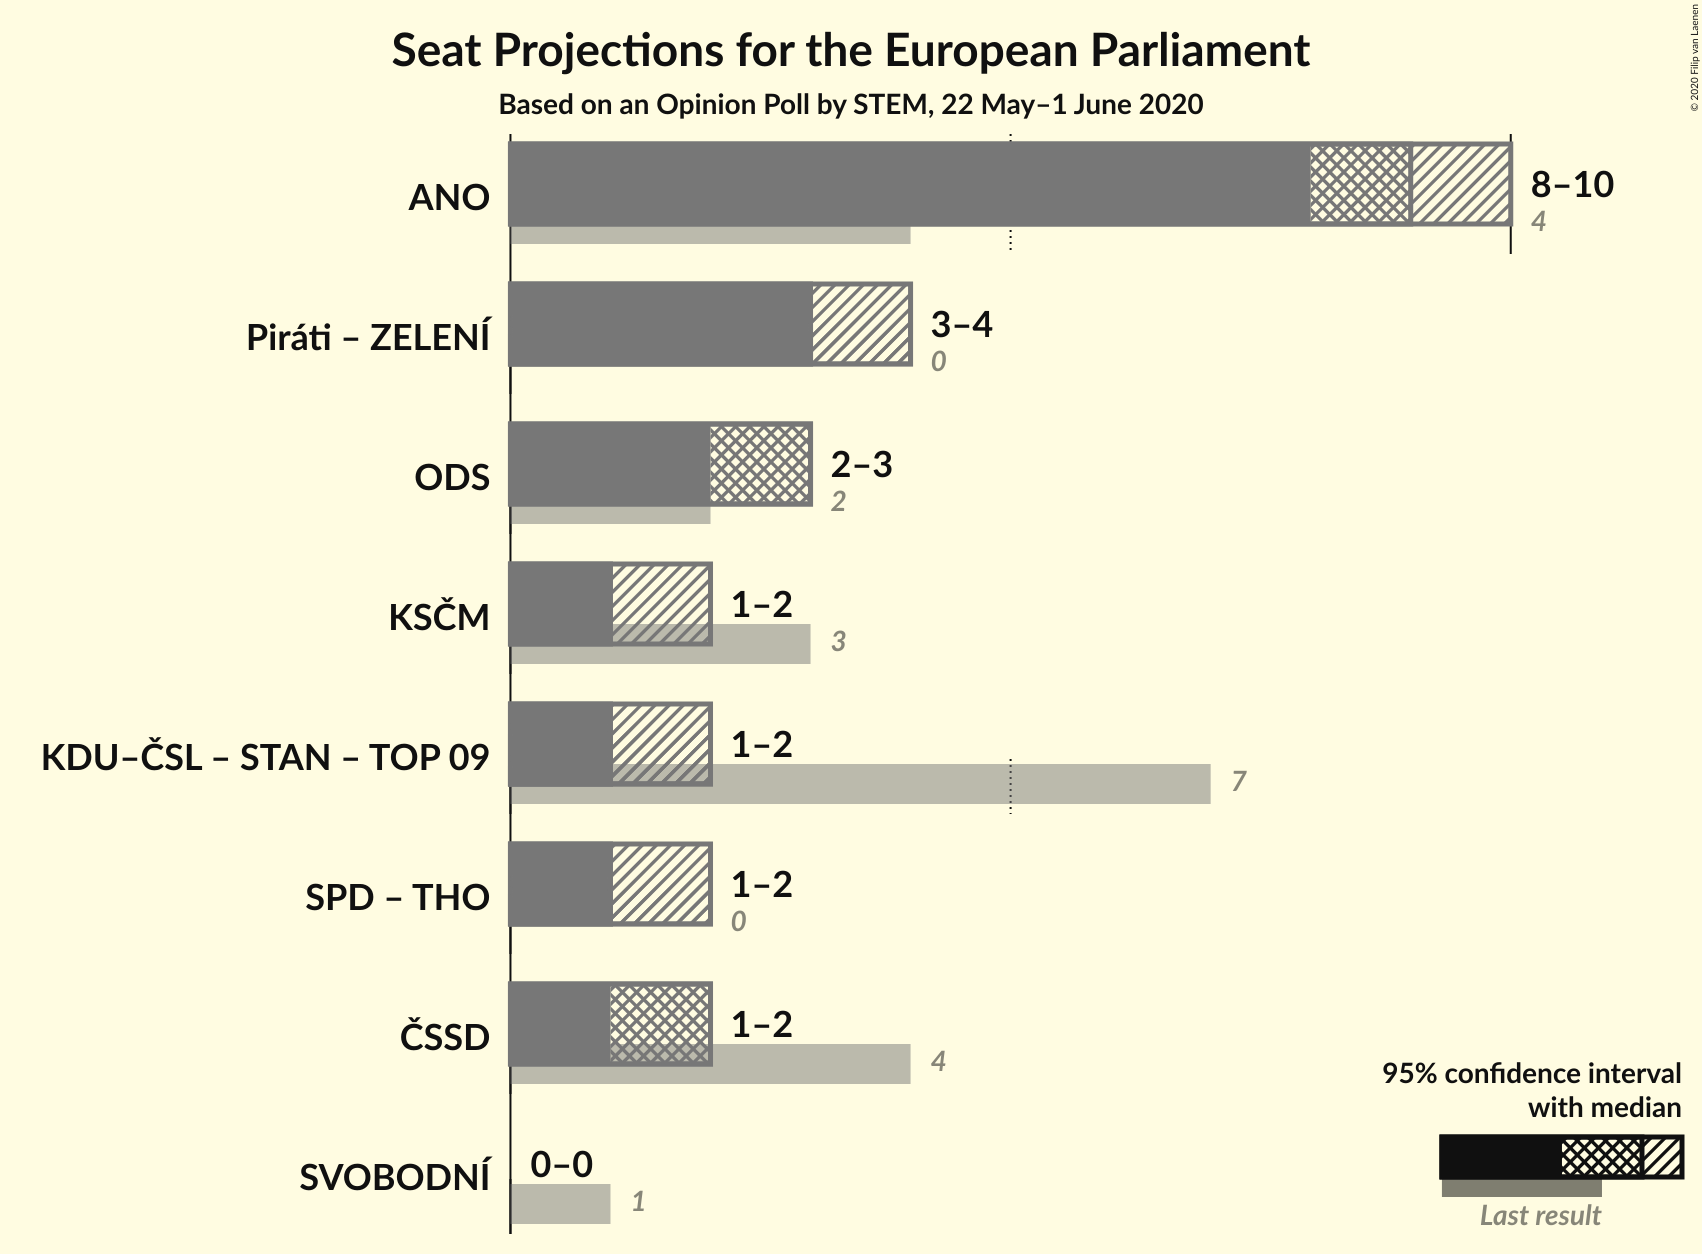 Seat Projections for the European Parliament
Based on an Opinion Poll by STEM, 22 May–1 June 2020
© 2020 Filip van Laenen
ANO
8–10
4
Piráti – ZELENÍ
3–4
0
ODS
2–3
2
KSČM
1–2
3
KDU–ČSL – STAN – TOP 09
1–2
7
SPD – THO
1–2
0
ČSSD
1–2
4
SVOBODNÍ
0–0
1
95% confidence interval
with median
Last result